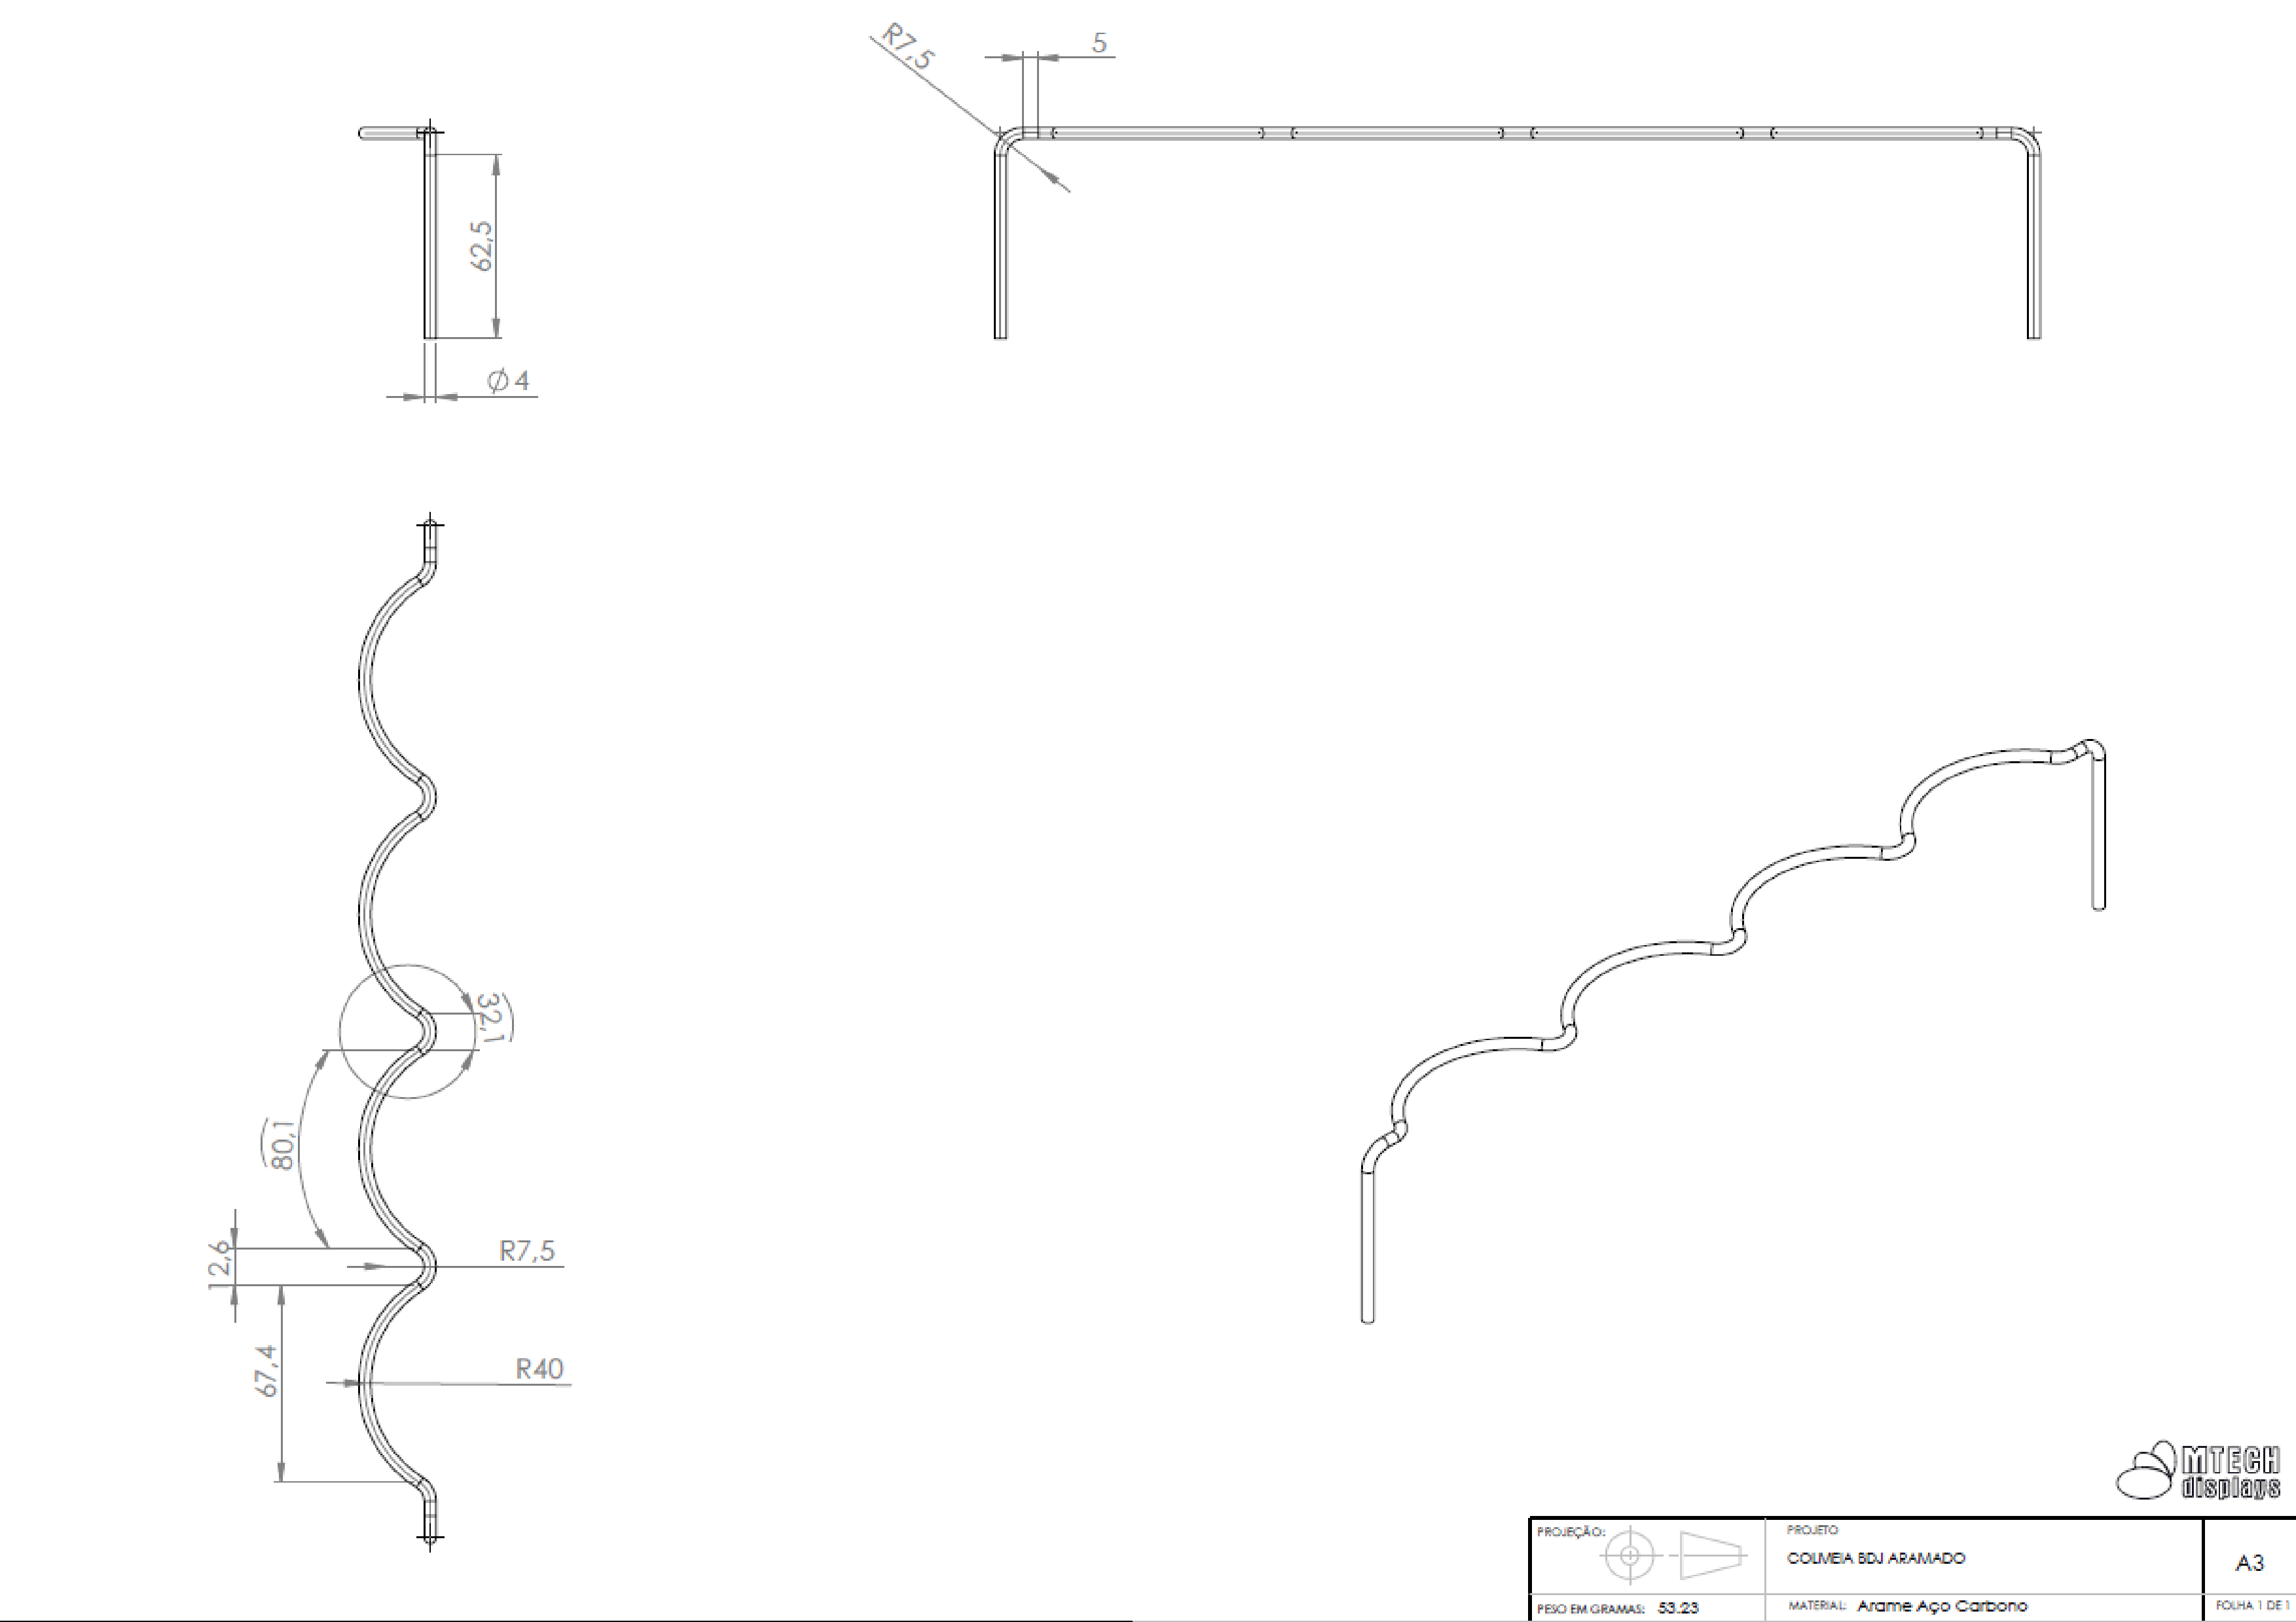 R7,5
5
62,5
Ø4
32,1
80,1
12,6
R7,5
67,4
R40
MTECH
displays
PROJEÇÃO:
PROJETO
COLMEIA BDJ ARAMADO
A3
PESO EM GRAMAS: 53.23
MATERIAL: Arame Aço Carbono
FOLHA 1 DE 1